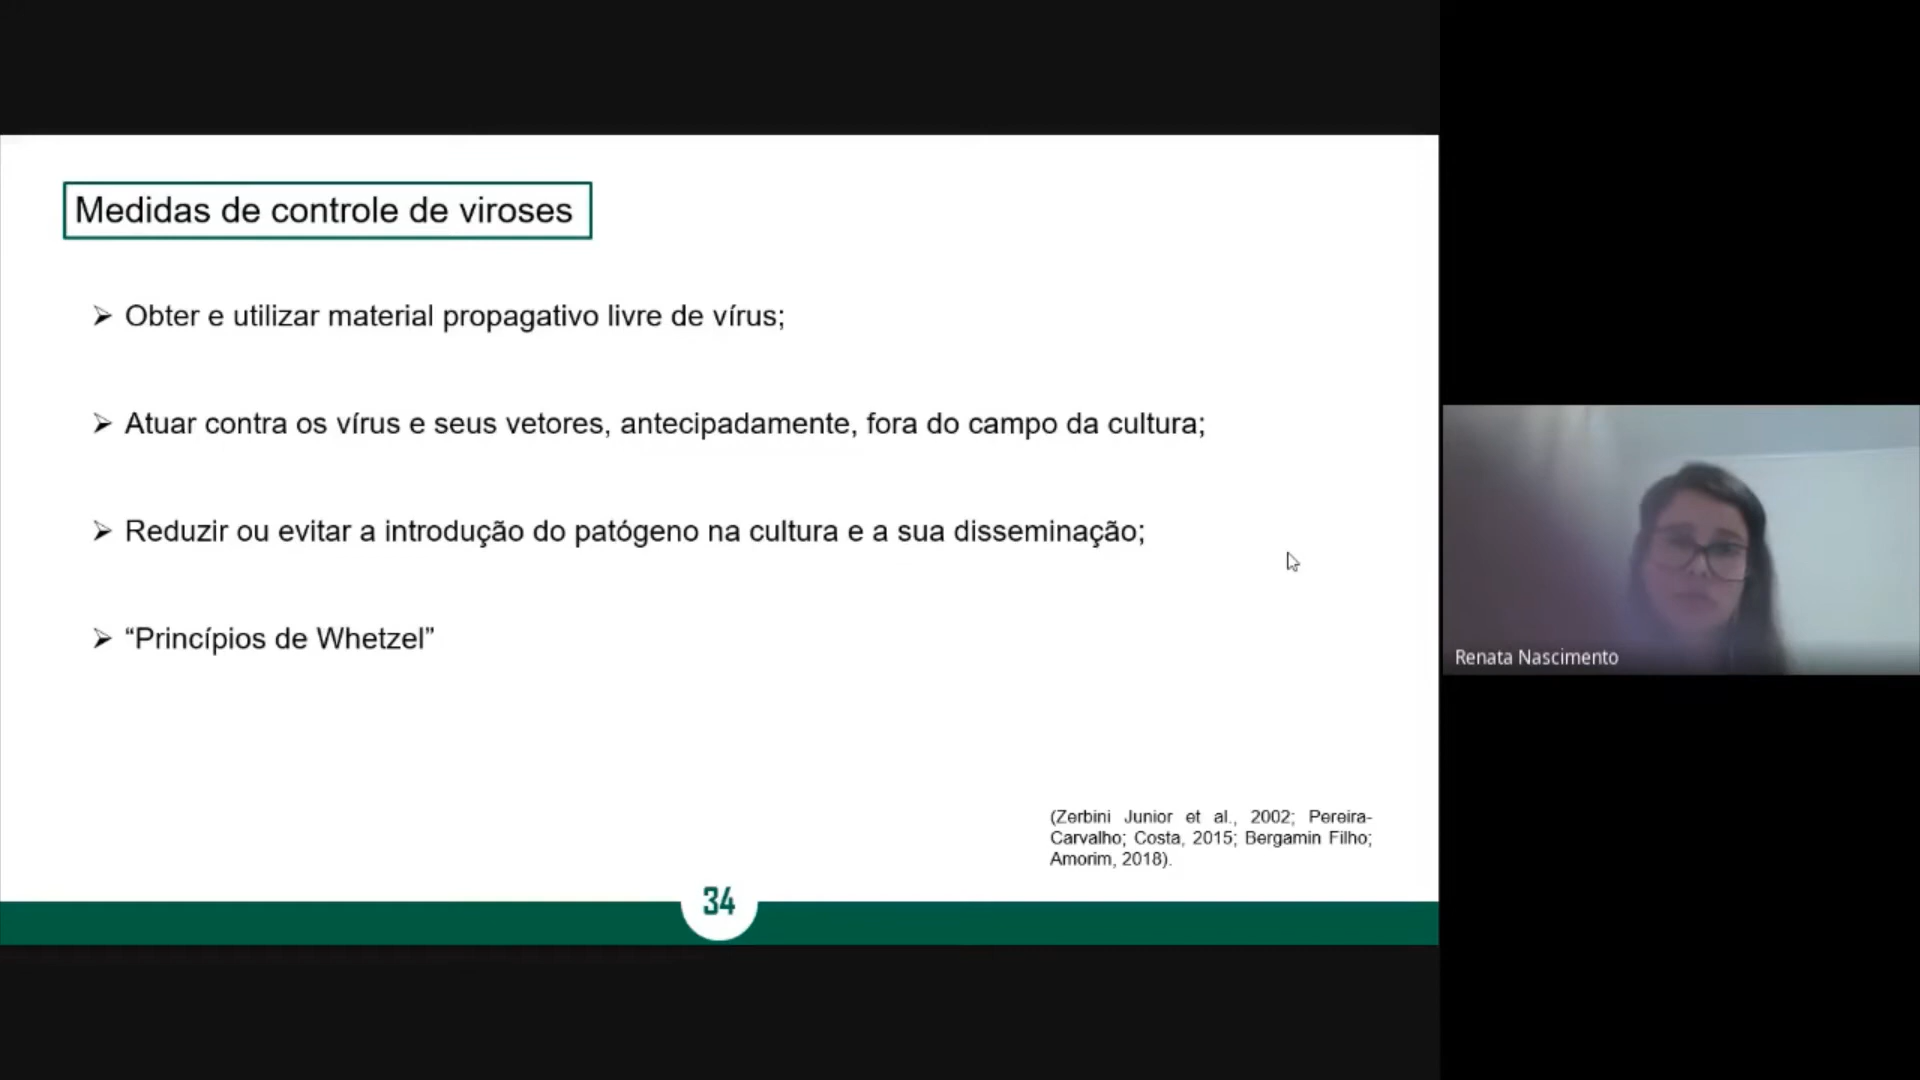 Medidas de controle de viroses
➢ Obter e utilizar material propagativo livre de vírus;
➢ Atuar contra os vírus e seus vetores, antecipadamente, fora do campo da cultura;
➢ Reduzir ou evitar a introdução do patógeno na cultura e a sua disseminação;
➢ “Princípios de Whetzel”
(Zerbini Junior et al., 2002; Pereira-
Carvalho; Costa, 2015; Bergamin Filho;
Amorim, 2018).
34
Renata Nascimento